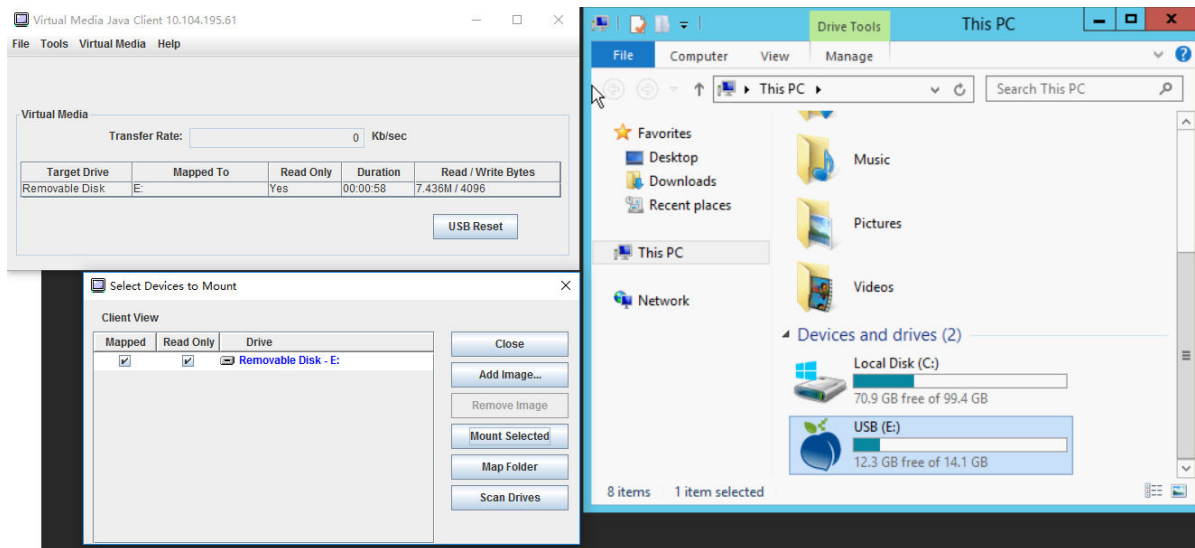 Virtual Media Java Client 10.104.195.61
File Tools Virtual Media Help
Virtual Media
Transfer Rate: 0 Kb/sec
Target Drive Mapped To Read Only Duration Read / Write Bytes
Removable Disk E: Yes 00:00:58 7.436M / 4096
USB Reset
Select Devices to Mount
Client View
Mapped Read Only Drive
Removable Disk - E:
Close
Add Image...
Remove Image
Mount Selected
Map Folder
Scan Drives
Drive Tools This PC
File Computer View Manage
This PC Search This PC
Favorites
Desktop
Downloads
Recent places
This PC
Network
Music
Pictures
Videos
Devices and drives (2)
Local Disk (C:)
70.9 GB free of 99.4 GB
USB (E:)
12.3 GB free of 14.1 GB
8 items 1 item selected